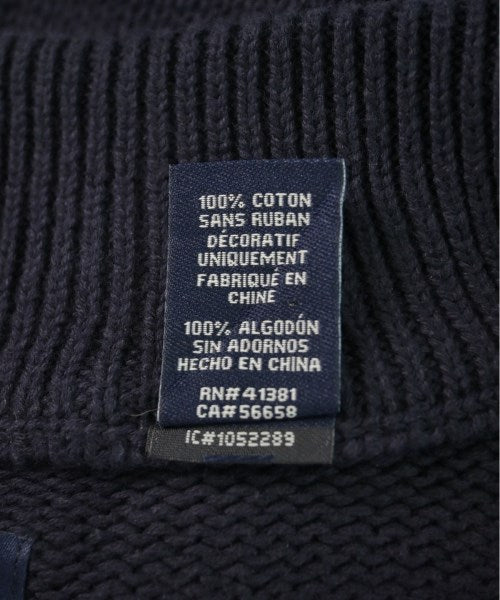 100% COTON
SANS RUBAN
DÉCORATIF
UNIQUEMENT
FABRIQUÉ EN
CHINE
100% ALGODÓN
SIN ADORNOS
HECHO EN CHINA
RN#41381
CA#56658
IC#1052289